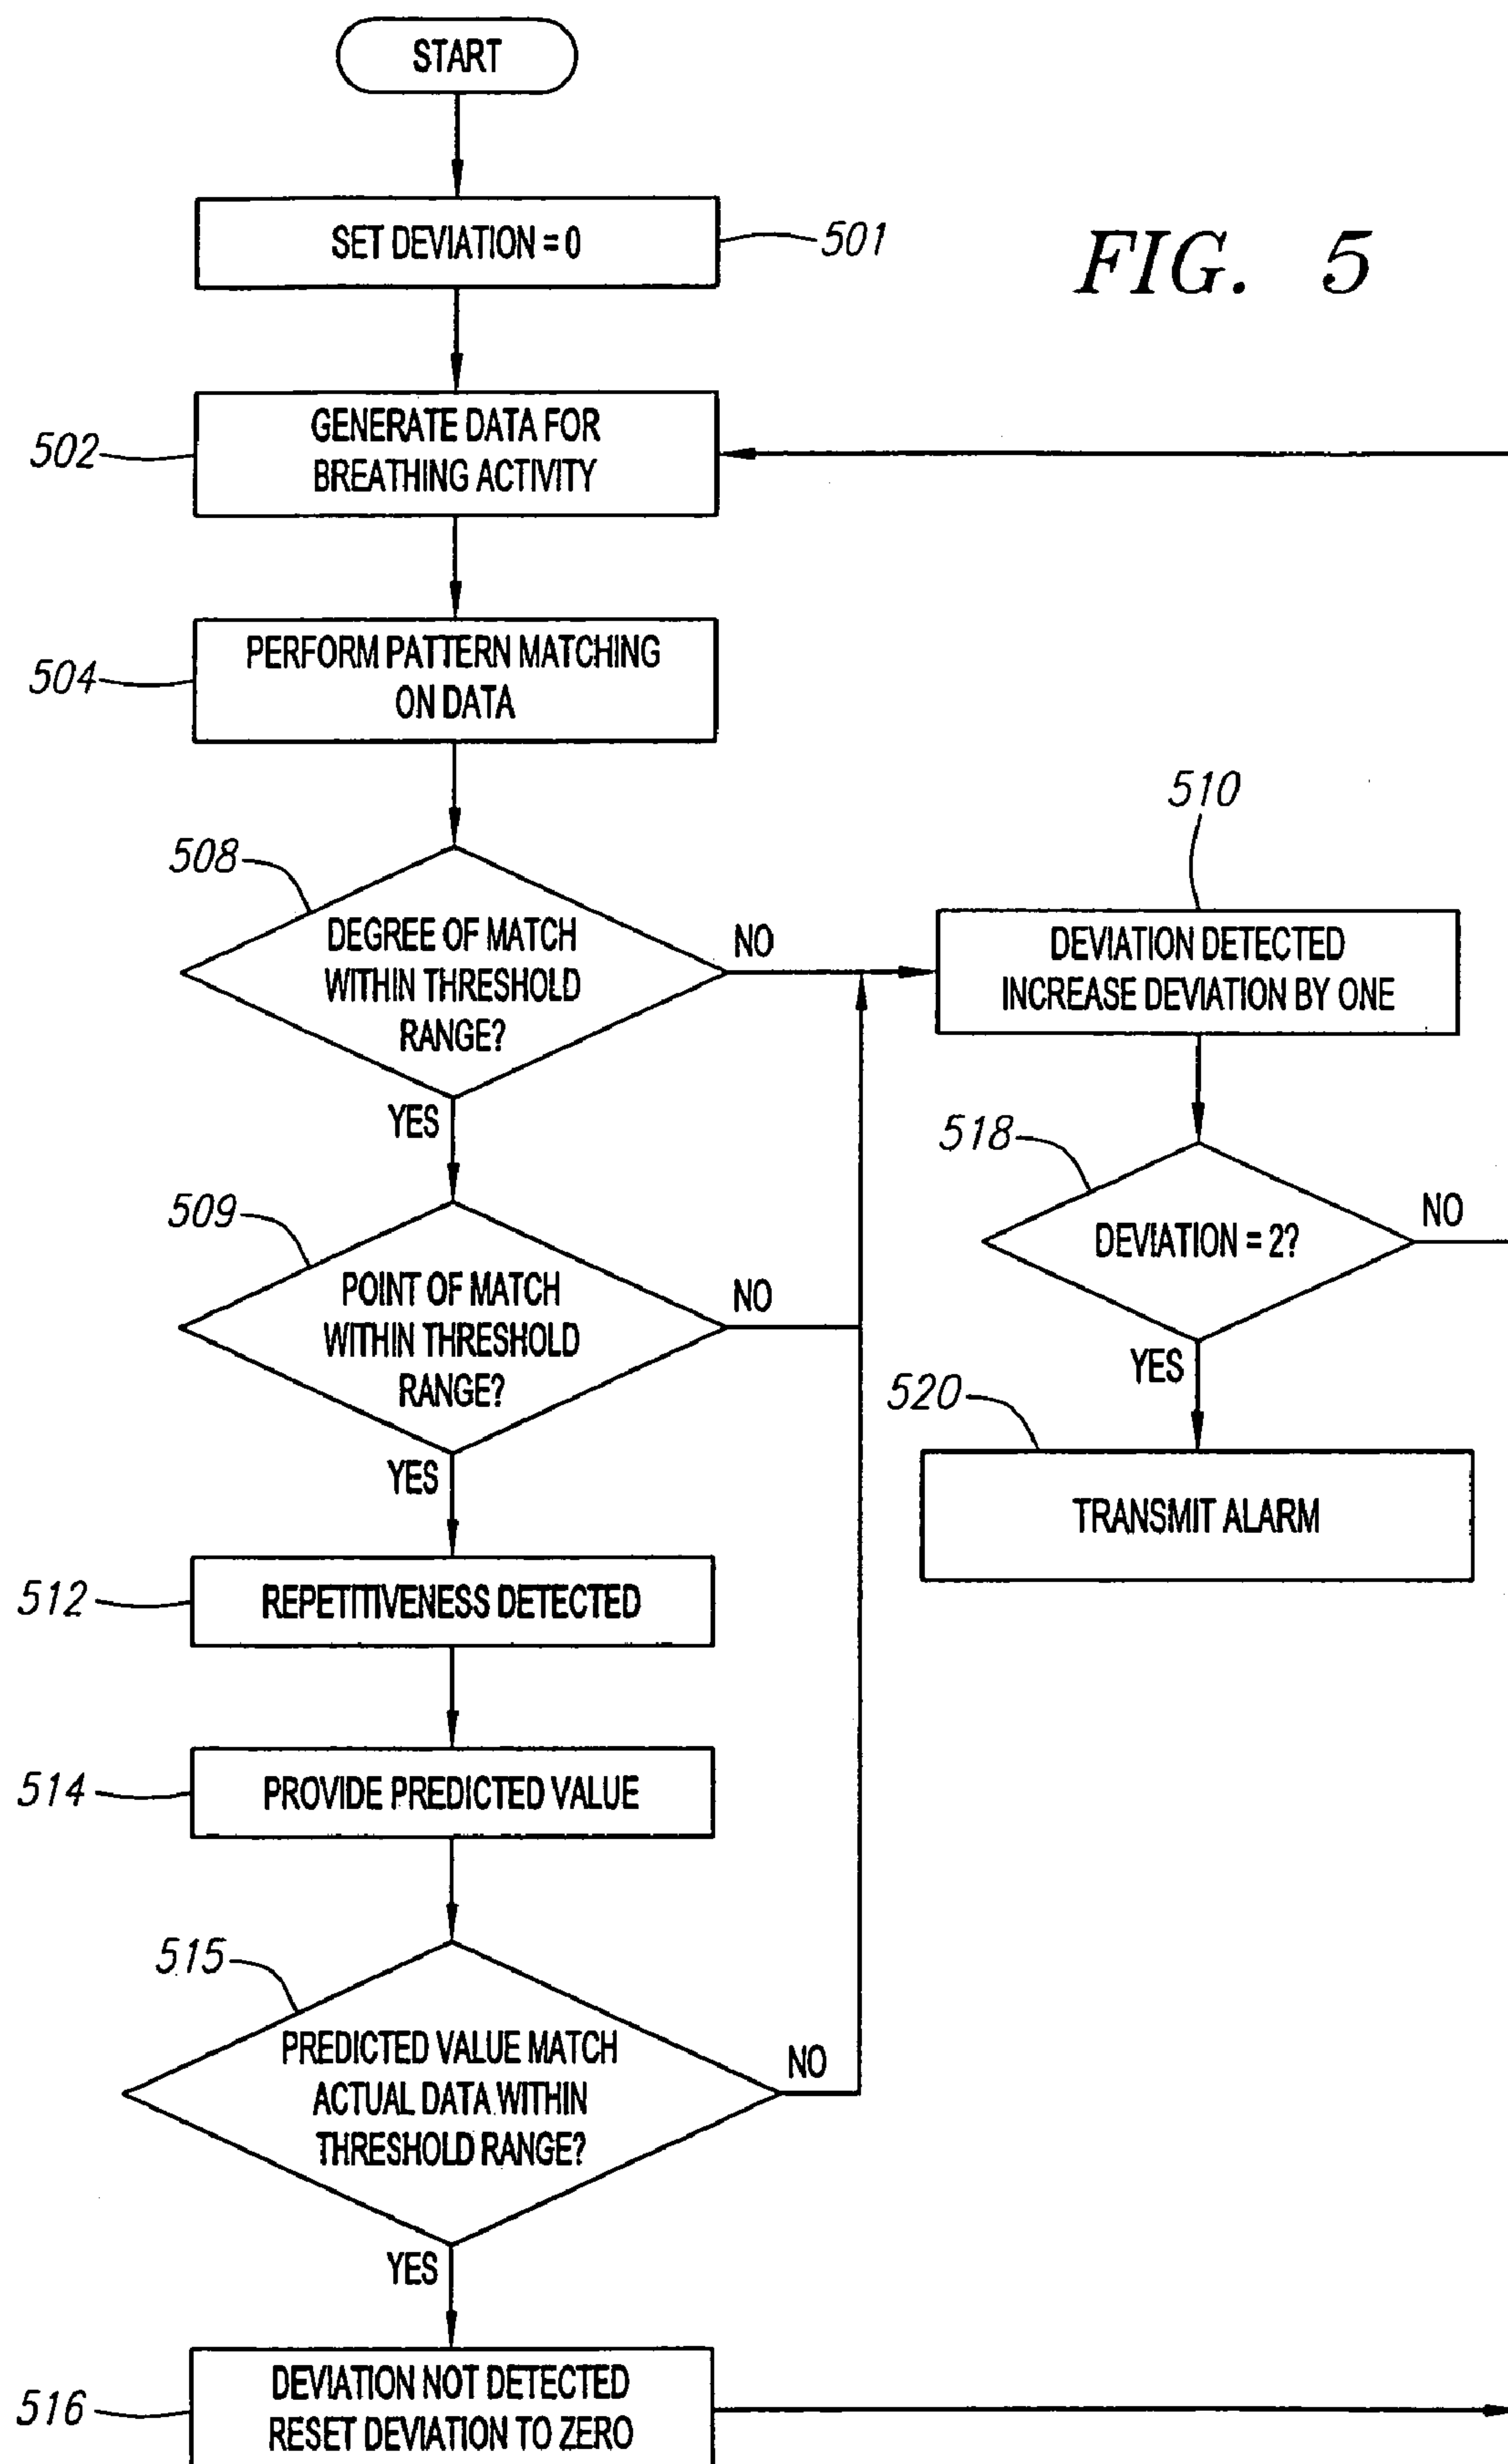 START
SET DEVIATION = 0
501
FIG. 5
502
GENERATE DATA FOR
BREATHING ACTIVITY
504
PERFORM PATTERN MATCHING
ON DATA
508
DEGREE OF MATCH
WITHIN THRESHOLD
RANGE?
NO
YES
510
DEVIATION DETECTED
INCREASE DEVIATION BY ONE
518
DEVIATION = 2?
NO
YES
520
TRANSMIT ALARM
509
POINT OF MATCH
WITHIN THRESHOLD
RANGE?
NO
YES
512
REPETITIVENESS DETECTED
514
PROVIDE PREDICTED VALUE
515
PREDICTED VALUE MATCH
ACTUAL DATA WITHIN
THRESHOLD RANGE?
NO
YES
516
DEVIATION NOT DETECTED
RESET DEVIATION TO ZERO